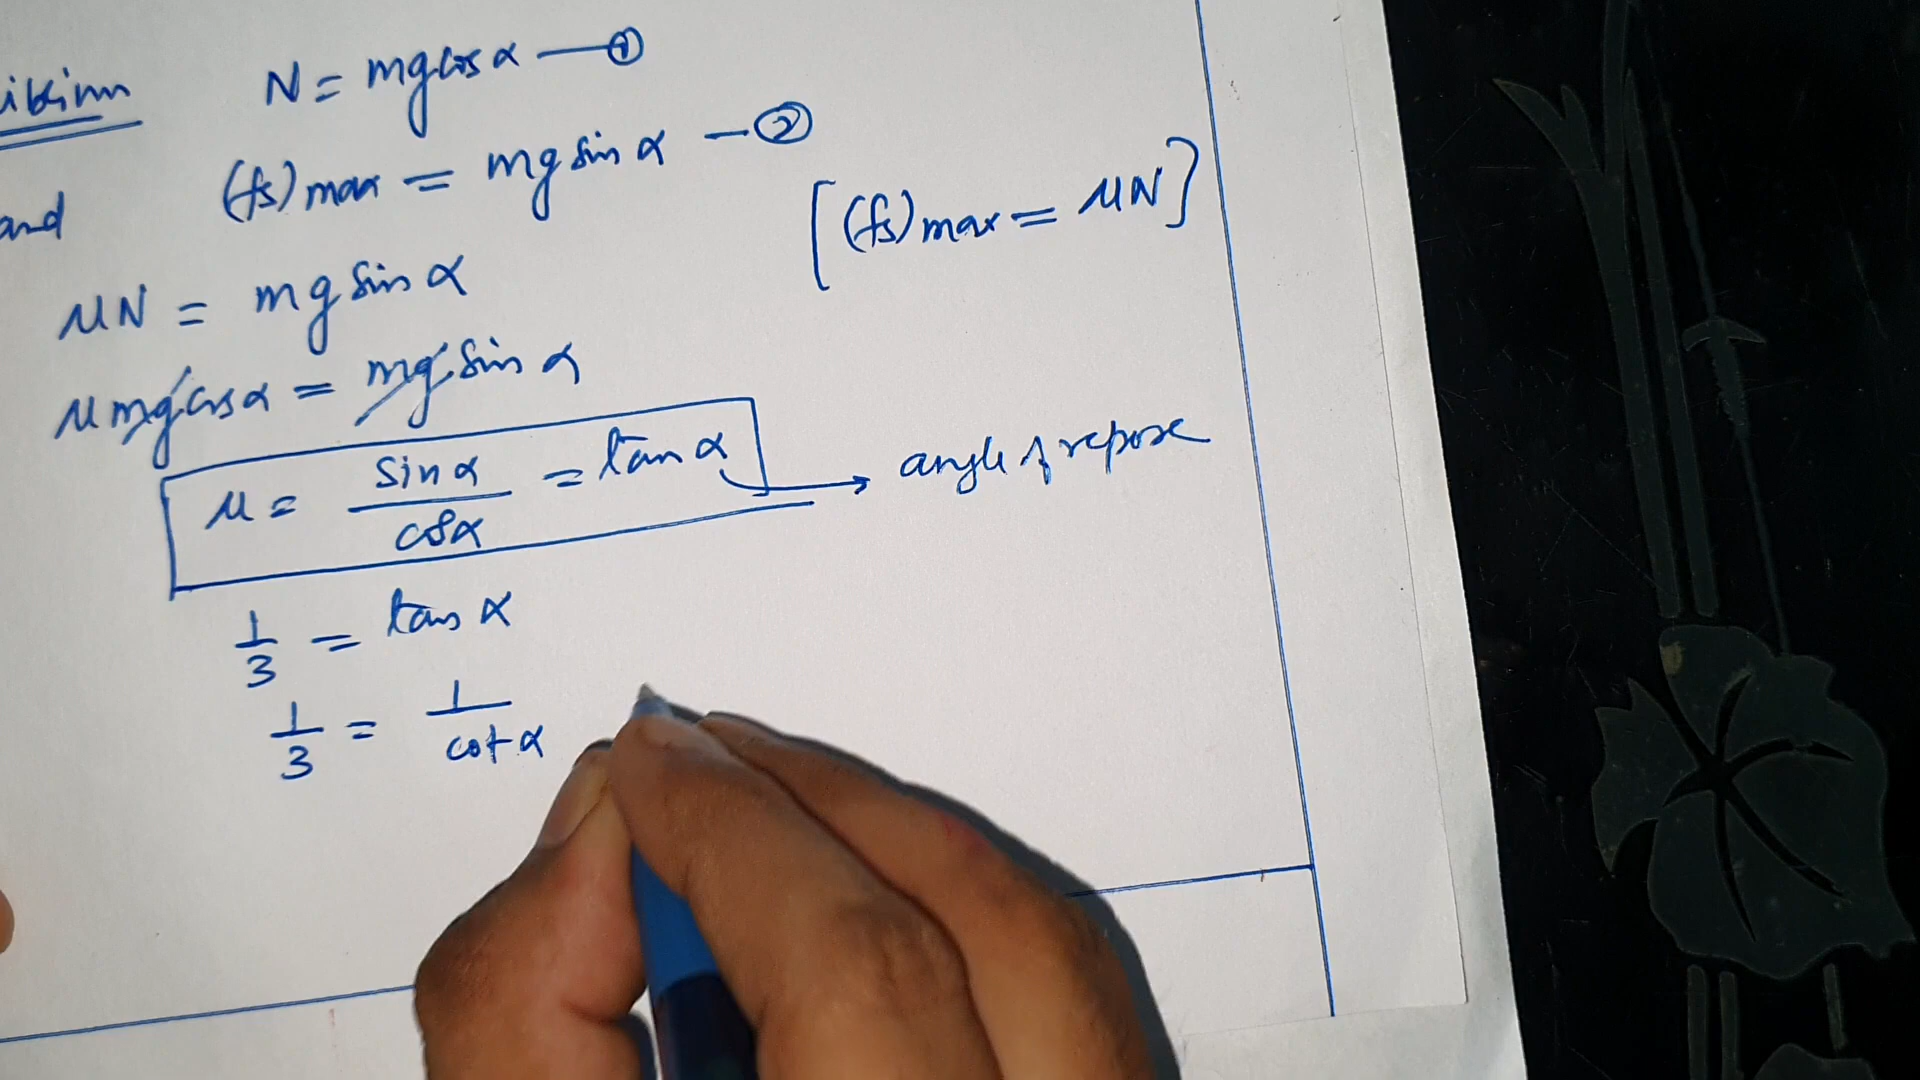 N = mg cos α — ①
and (fs)max = mg sin α — ②
[(fs)max = μN]
μN = mg sin α
μ mg cos α = mg sin α
μ = sin α / cos α = tan α → angle of repose
1/3 = tan α
1/3 = 1 / cot α